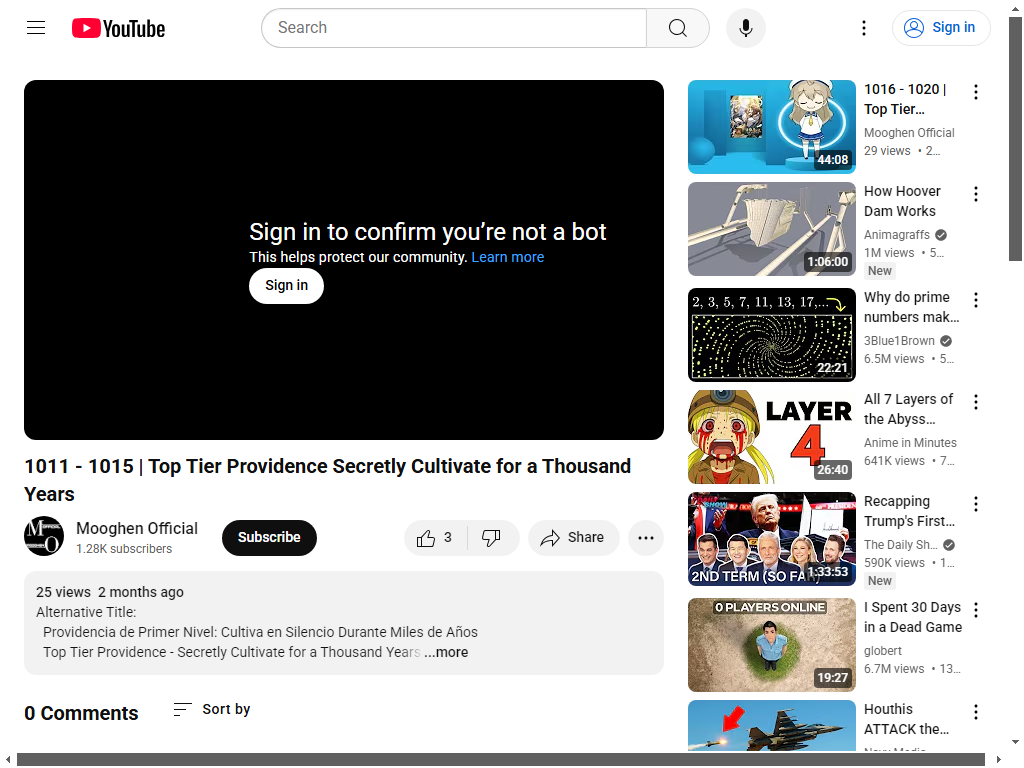 YouTube
Search
Sign in
Sign in to confirm you’re not a bot
This helps protect our community. Learn more
Sign in
1011 - 1015 | Top Tier Providence Secretly Cultivate for a Thousand
Years
Mooghen Official
1.28K subscribers
Subscribe
3
Share
25 views 2 months ago
Alternative Title:
Providencia de Primer Nivel: Cultiva en Silencio Durante Miles de Años
Top Tier Providence - Secretly Cultivate for a Thousand Years ...more
0 Comments
Sort by
44:08
1016 - 1020 |
Top Tier…
Mooghen Official
29 views • 2…
1:06:00
How Hoover
Dam Works
Animagraffs
1M views • 5…
New
2, 3, 5, 7, 11, 13, 17,...
22:21
Why do prime
numbers mak…
3Blue1Brown
6.5M views • 5…
LAYER
4
26:40
All 7 Layers of
the Abyss…
Anime in Minutes
641K views • 7…
2ND TERM (SO FAR)
1:33:53
Recapping
Trump's First…
The Daily Sh…
590K views • 1…
New
0 PLAYERS ONLINE
19:27
I Spent 30 Days
in a Dead Game
globert
6.7M views • 13…
Houthis
ATTACK the…